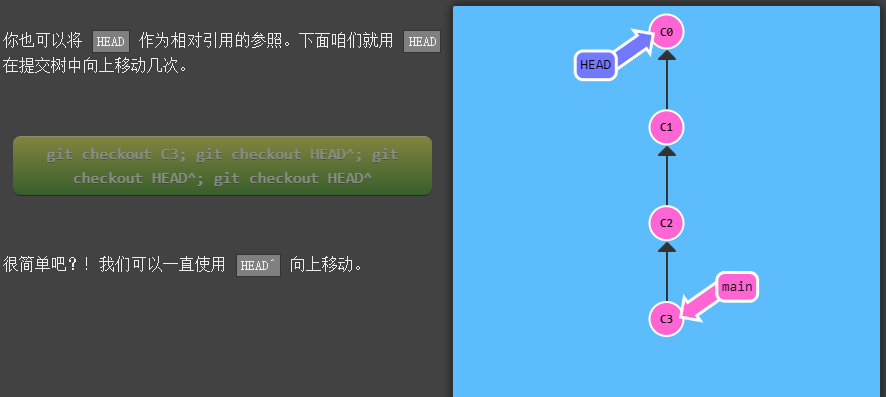 你也可以将 HEAD 作为相对引用的参照。下面咱们就用 HEAD
在提交树中向上移动几次。
git checkout C3; git checkout HEAD^; git
checkout HEAD^; git checkout HEAD^
很简单吧?! 我们可以一直使用 HEAD^ 向上移动。
C0
HEAD
C1
C2
main
C3